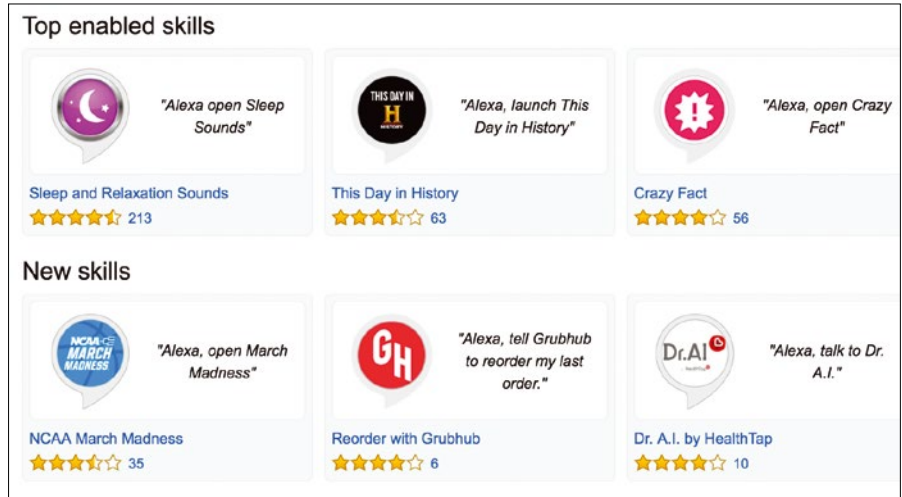 Top enabled skills
"Alexa open Sleep
Sounds"
Sleep and Relaxation Sounds
213
THIS DAY IN
H
HISTORY
"Alexa, launch This
Day in History"
This Day in History
63
!
"Alexa, open Crazy
Fact"
Crazy Fact
56
New skills
NCAA
MARCH
MADNESS
"Alexa, open March
Madness"
NCAA March Madness
35
GH
"Alexa, tell Grubhub
to reorder my last
order."
Reorder with Grubhub
6
Dr.AI
HealthTap
"Alexa, talk to Dr.
A.I."
Dr. A.I. by HealthTap
10